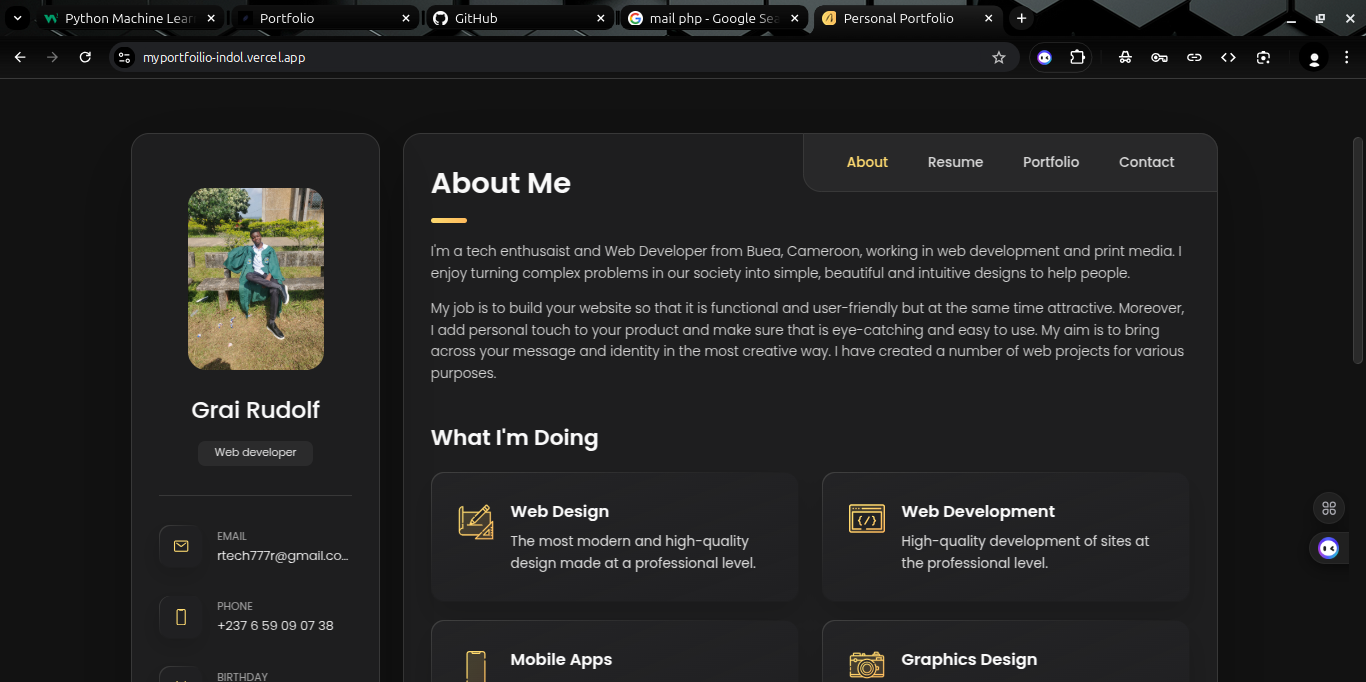 Python Machine Lear
Portfolio
GitHub
mail php - Google Sea
Personal Portfolio
myportfoilio-indol.vercel.app
About
Resume
Portfolio
Contact
Grai Rudolf
Web developer
EMAIL
rtech777r@gmail.co...
PHONE
+237 6 59 09 07 38
BIRTHDAY
About Me
I'm a tech enthusaist and Web Developer from Buea, Cameroon, working in web development and print media. I
enjoy turning complex problems in our society into simple, beautiful and intuitive designs to help people.
My job is to build your website so that it is functional and user-friendly but at the same time attractive. Moreover,
I add personal touch to your product and make sure that is eye-catching and easy to use. My aim is to bring
across your message and identity in the most creative way. I have created a number of web projects for various
purposes.
What I'm Doing
Web Design
The most modern and high-quality
design made at a professional level.
Web Development
High-quality development of sites at
the professional level.
Mobile Apps
Graphics Design